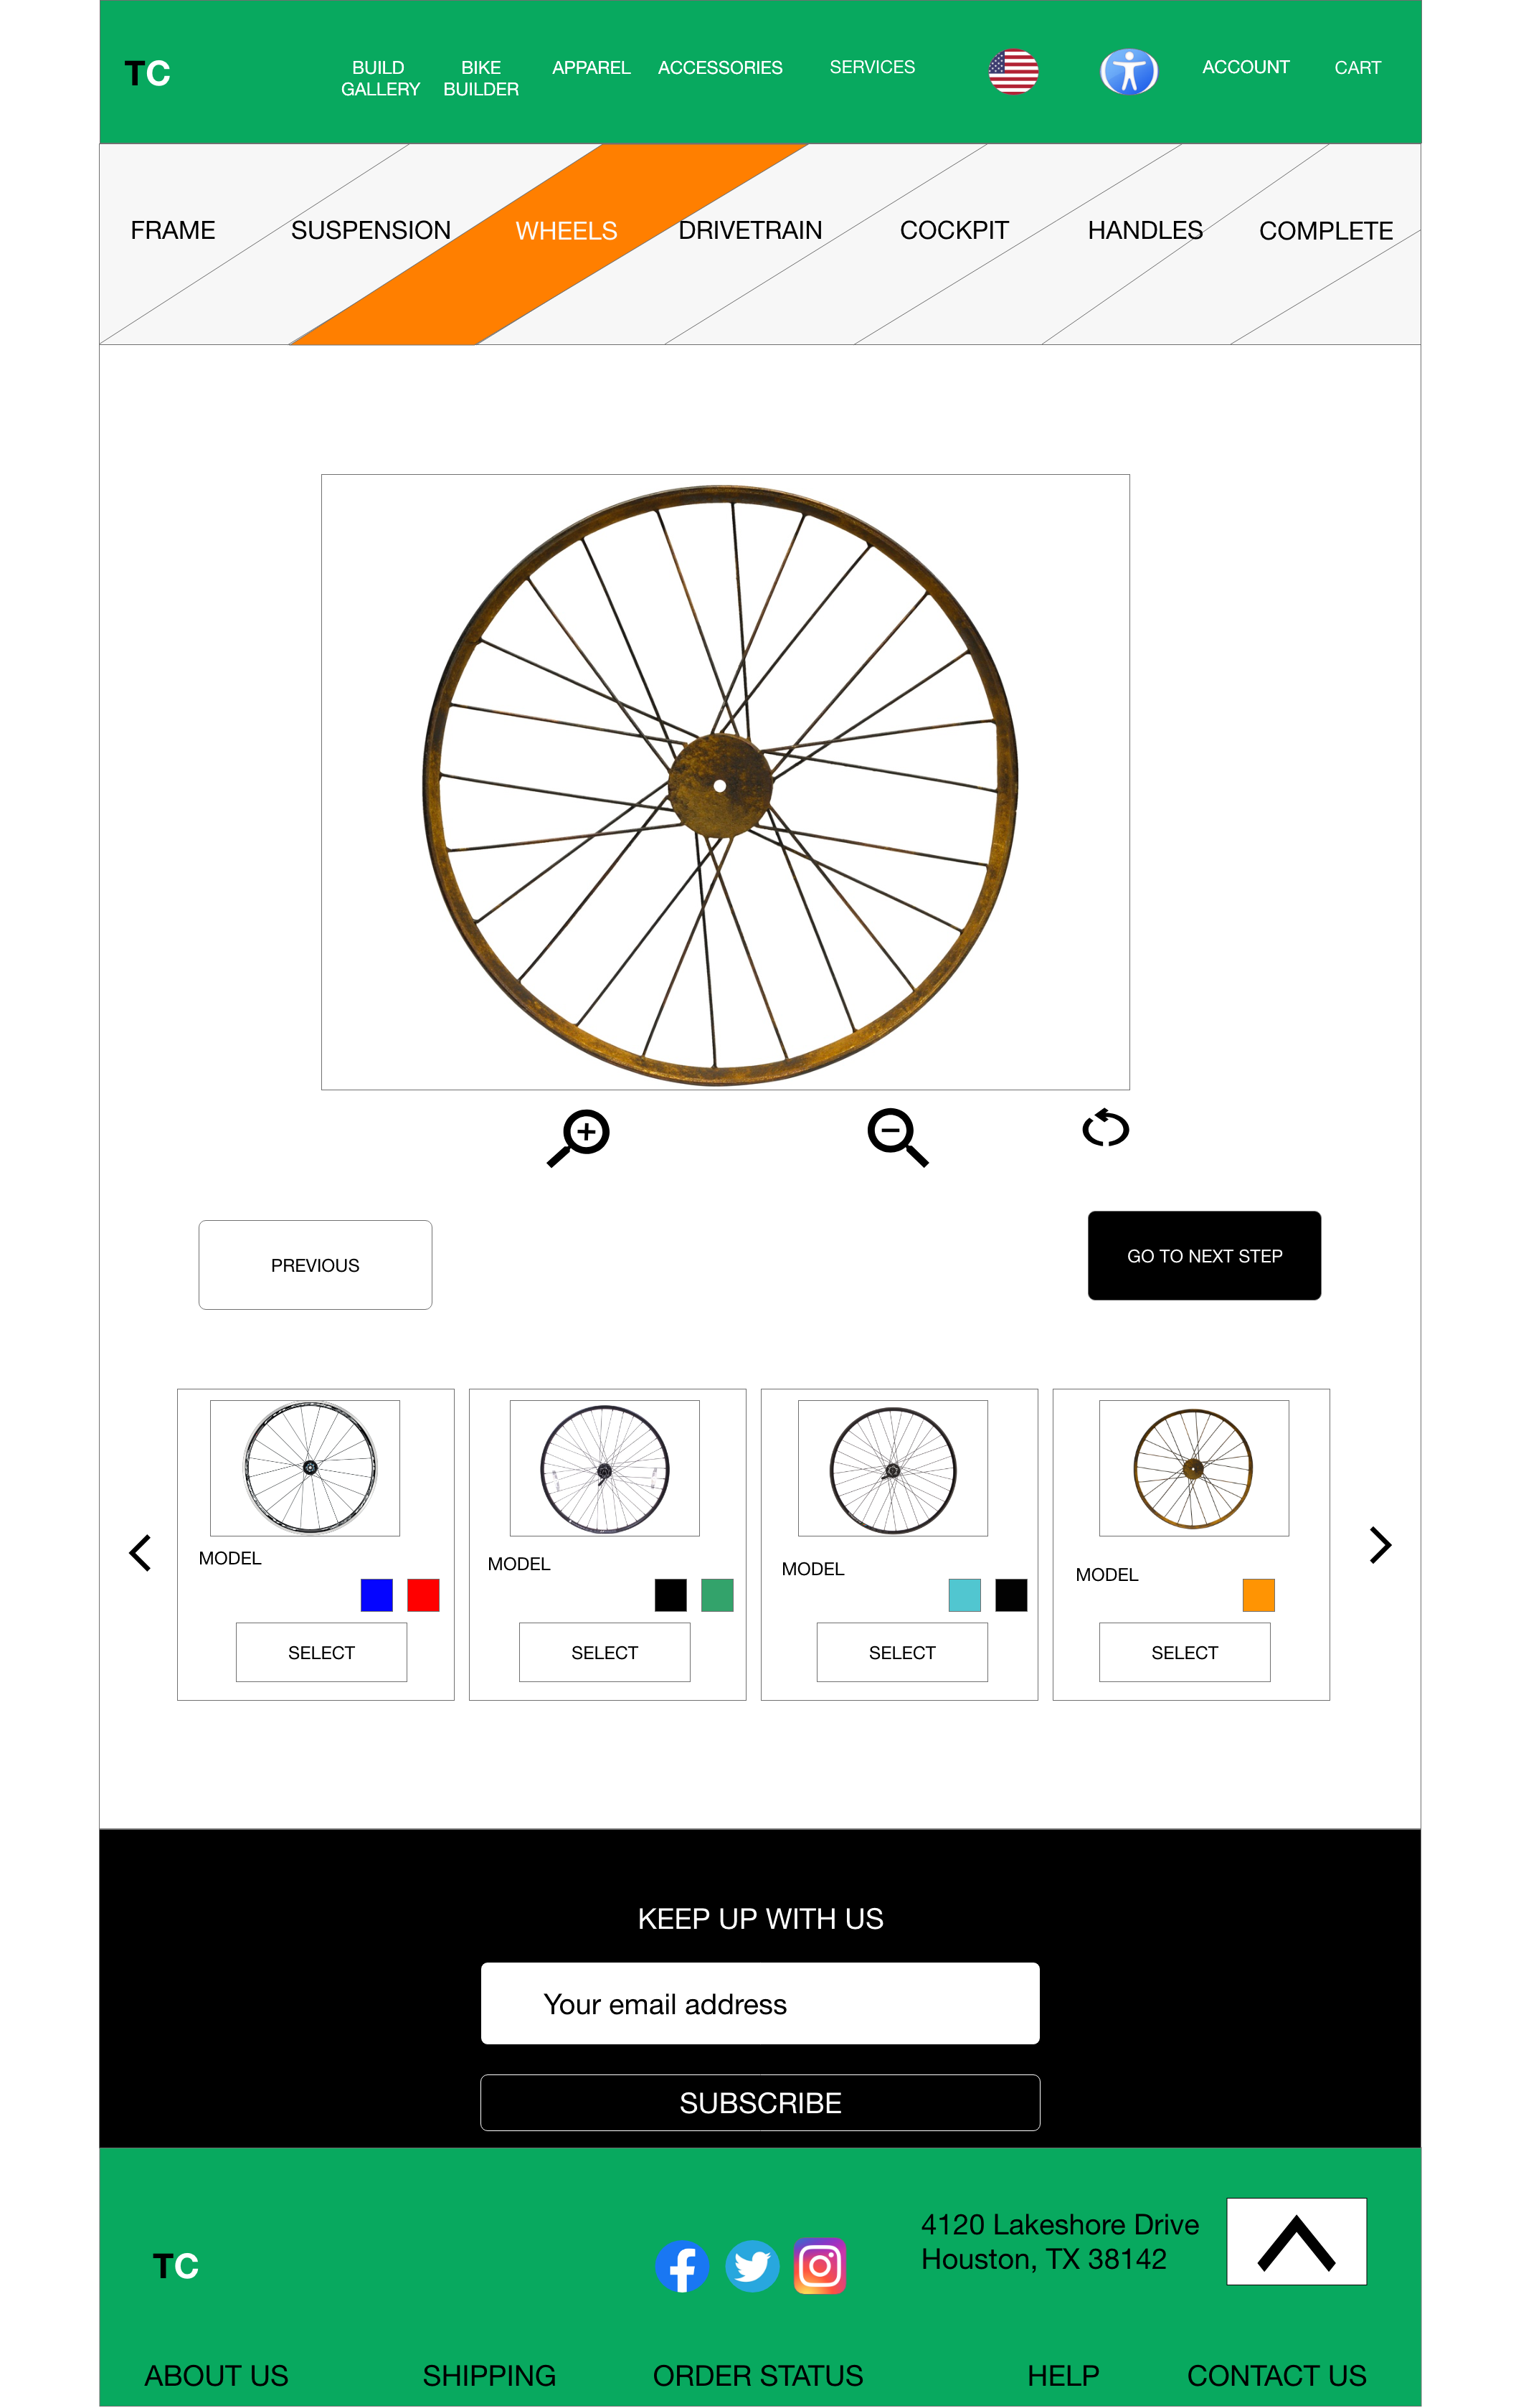 TC
BUILD
GALLERY
BIKE
BUILDER
APPAREL
ACCESSORIES
SERVICES
ACCOUNT
CART
FRAME
SUSPENSION
WHEELS
DRIVETRAIN
COCKPIT
HANDLES
COMPLETE
PREVIOUS
GO TO NEXT STEP
MODEL
SELECT
MODEL
SELECT
MODEL
SELECT
MODEL
SELECT
KEEP UP WITH US
Your email address
SUBSCRIBE
TC
4120 Lakeshore Drive
Houston, TX 38142
ABOUT US
SHIPPING
ORDER STATUS
HELP
CONTACT US